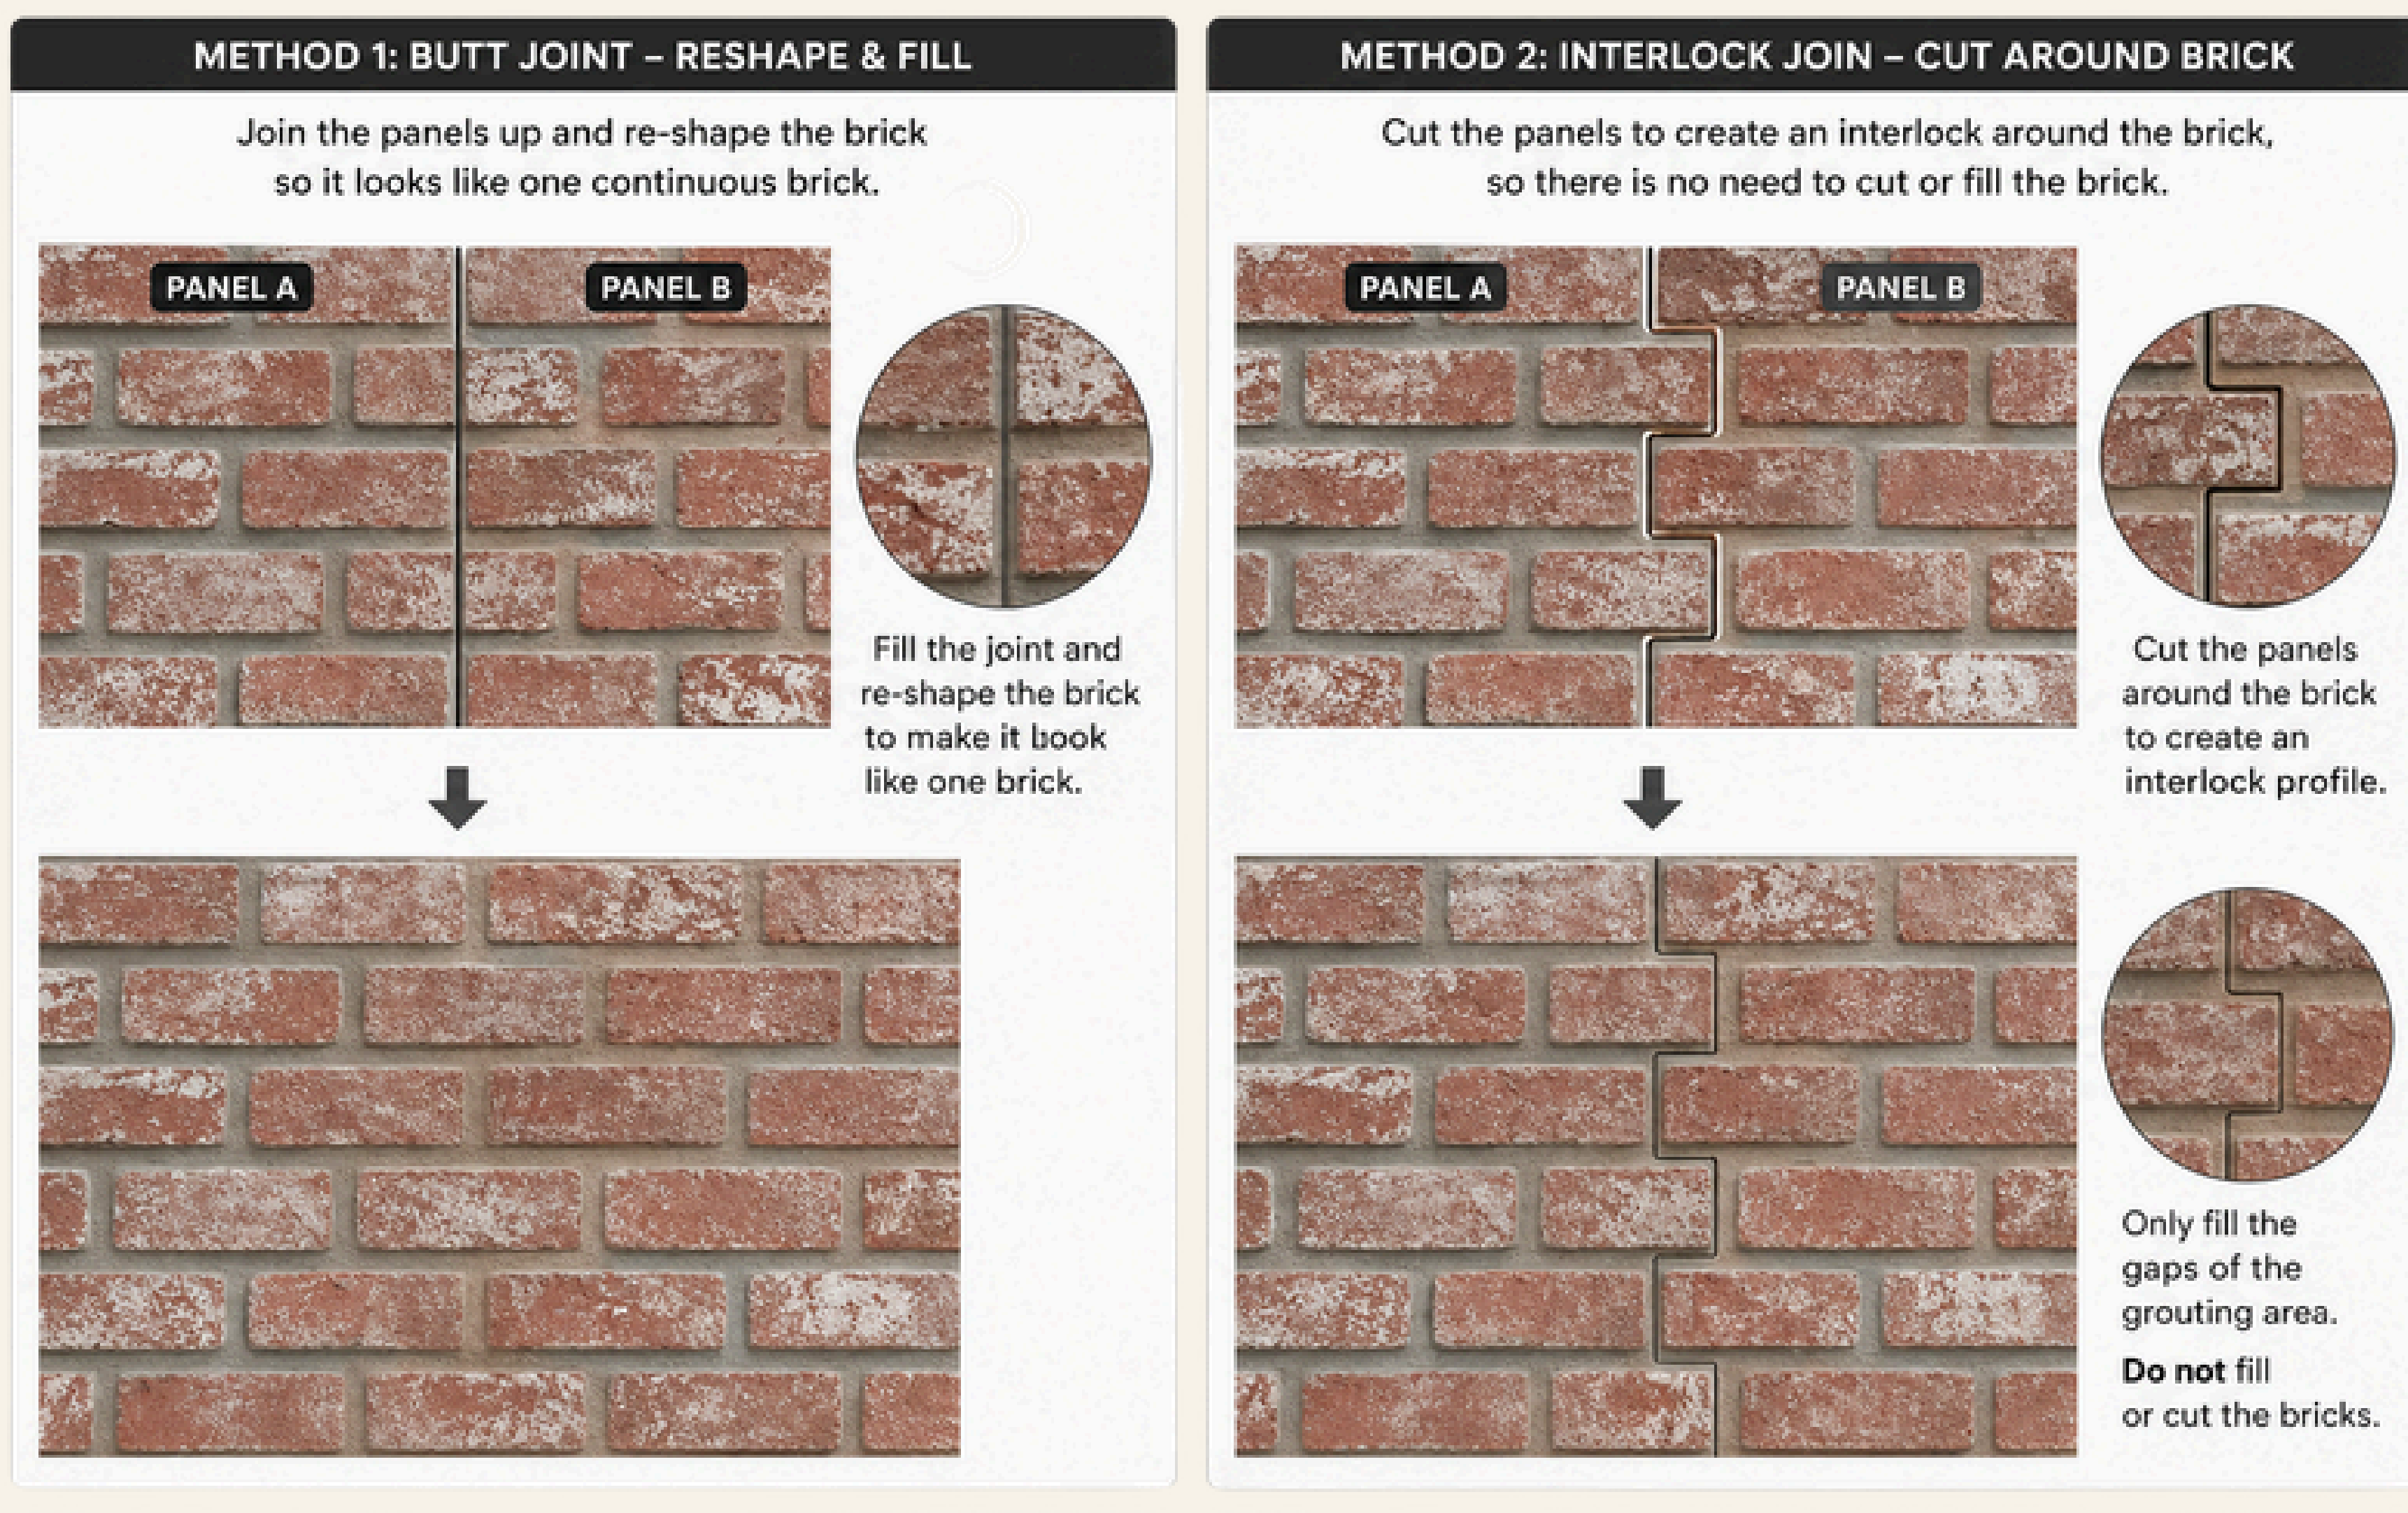 METHOD 1: BUTT JOINT – RESHAPE & FILL
Join the panels up and re-shape the brick
so it looks like one continuous brick.
PANEL A
PANEL B
Fill the joint and
re-shape the brick
to make it book
like one brick.
METHOD 2: INTERLOCK JOIN – CUT AROUND BRICK
Cut the panels to create an interlock around the brick,
so there is no need to cut or fill the brick.
PANEL A
PANEL B
Cut the panels
around the brick
to create an
interlock profile.
Only fill the
gaps of the
grouting area.
Do not fill
or cut the bricks.